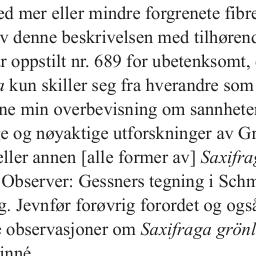 ed mer eller mindre forgrenete fibre
v denne beskrivelsen med tilhørend
r oppstilt nr. 689 for ubetenksomt,
a kun skiller seg fra hverandre som
ne min overbevisning om sannheten
e og nøyaktige utforskninger av Gr
eller annen [alle former av] Saxifrag
Observer: Gessners tegning i Schm
g. Jevnfør forøvrig forordet og også
e observasjoner om Saxifraga grönl
inné